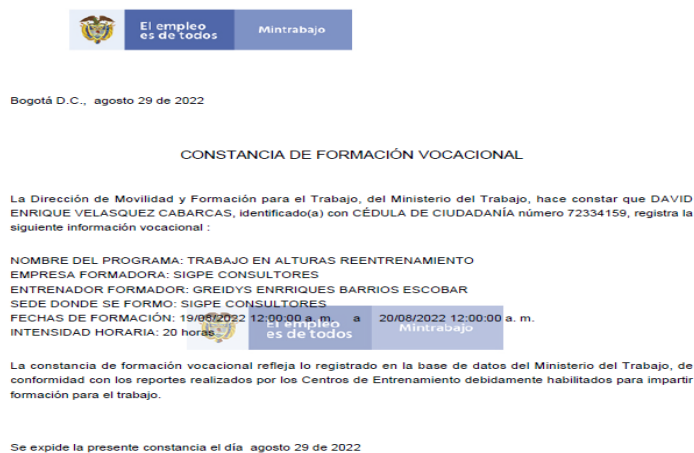 El empleo
es de todos
Mintrabajo
Bogotá D.C., agosto 29 de 2022
CONSTANCIA DE FORMACIÓN VOCACIONAL
La Dirección de Movilidad y Formación para el Trabajo, del Ministerio del Trabajo, hace constar que DAVID
ENRIQUE VELASQUEZ CABARCAS, identificado(a) con CÉDULA DE CIUDADANÍA número 72334159, registra la
siguiente información vocacional :
NOMBRE DEL PROGRAMA: TRABAJO EN ALTURAS REENTRENAMIENTO
EMPRESA FORMADORA: SIGPE CONSULTORES
ENTRENADOR FORMADOR: GREIDYS ENRRIQUES BARRIOS ESCOBAR
SEDE DONDE SE FORMO: SIGPE CONSULTORES
FECHAS DE FORMACIÓN: 19/08/2022 12:00:00 a. m. a 20/08/2022 12:00:00 a. m.
El empleo
es de todos
Mintrabajo
INTENSIDAD HORARIA: 20 horas
La constancia de formación vocacional refleja lo registrado en la base de datos del Ministerio del Trabajo, de
conformidad con los reportes realizados por los Centros de Entrenamiento debidamente habilitados para impartir
formación para el trabajo.
Se expide la presente constancia el día agosto 29 de 2022